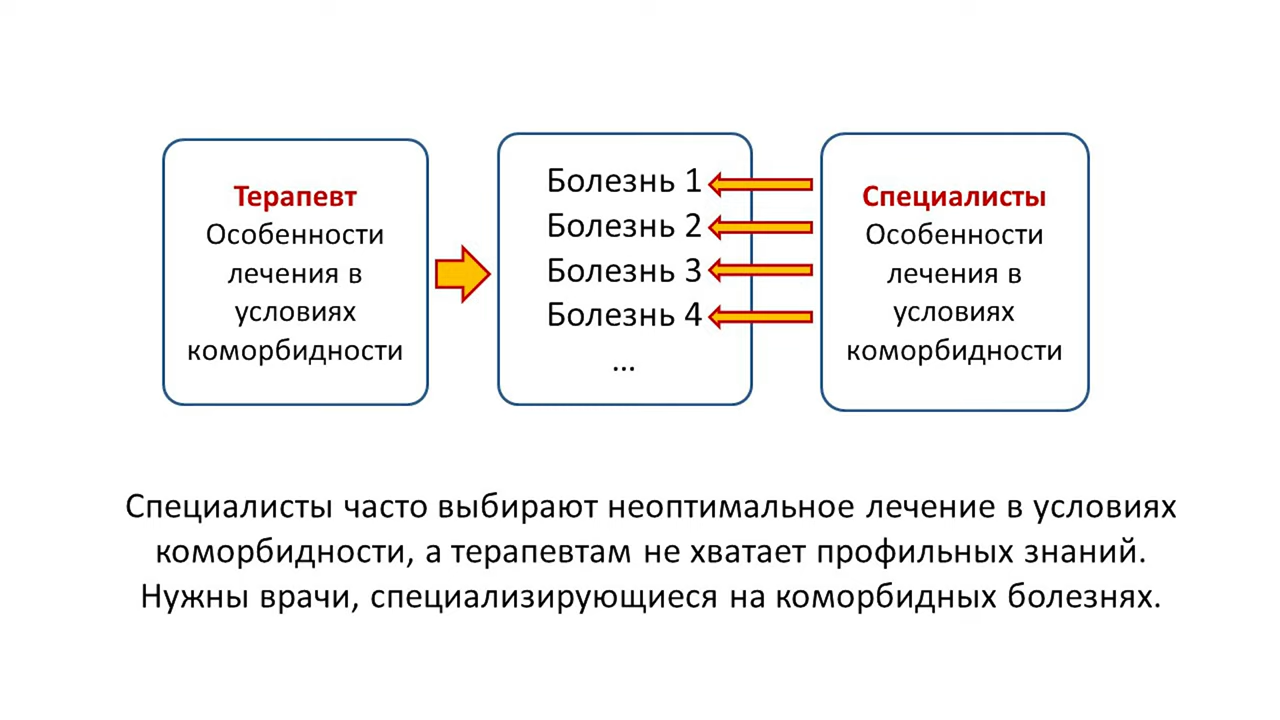 Терапевт
Особенности
лечения в
условиях
коморбидности
Болезнь 1
Болезнь 2
Болезнь 3
Болезнь 4
...
Специалисты
Особенности
лечения в
условиях
коморбидности
Специалисты часто выбирают неоптимальное лечение в условиях
коморбидности, а терапевтам не хватает профильных знаний.
Нужны врачи, специализирующиеся на коморбидных болезнях.